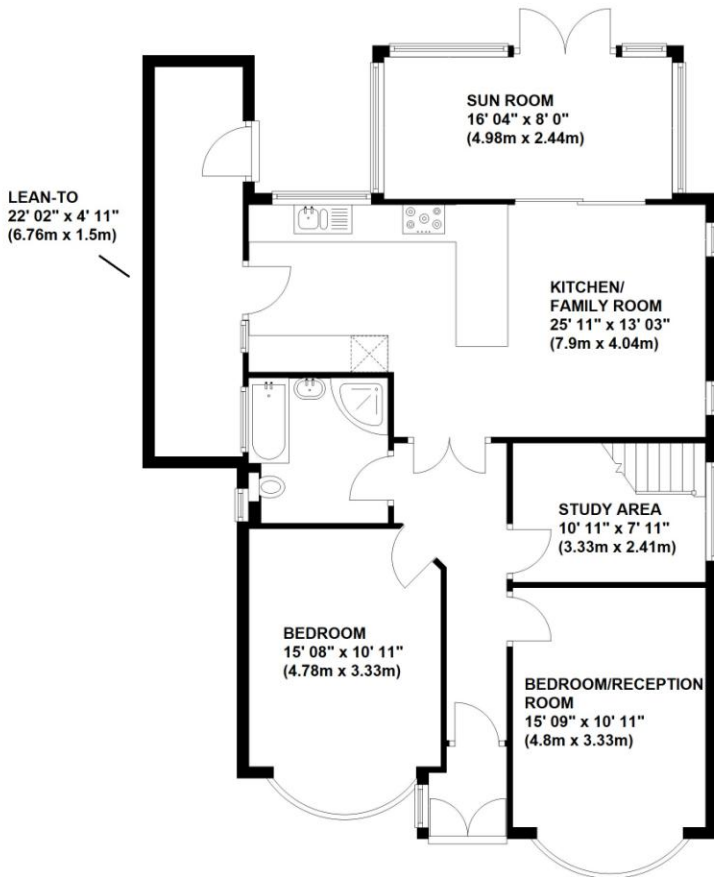 SUN ROOM
16' 04" x 8' 0"
(4.98m x 2.44m)
LEAN-TO
22' 02" x 4' 11"
(6.76m x 1.5m)
KITCHEN/
FAMILY ROOM
25' 11" x 13' 03"
(7.9m x 4.04m)
STUDY AREA
10' 11" x 7' 11"
(3.33m x 2.41m)
BEDROOM
15' 08" x 10' 11"
(4.78m x 3.33m)
BEDROOM/RECEPTION
ROOM
15' 09" x 10' 11"
(4.8m x 3.33m)